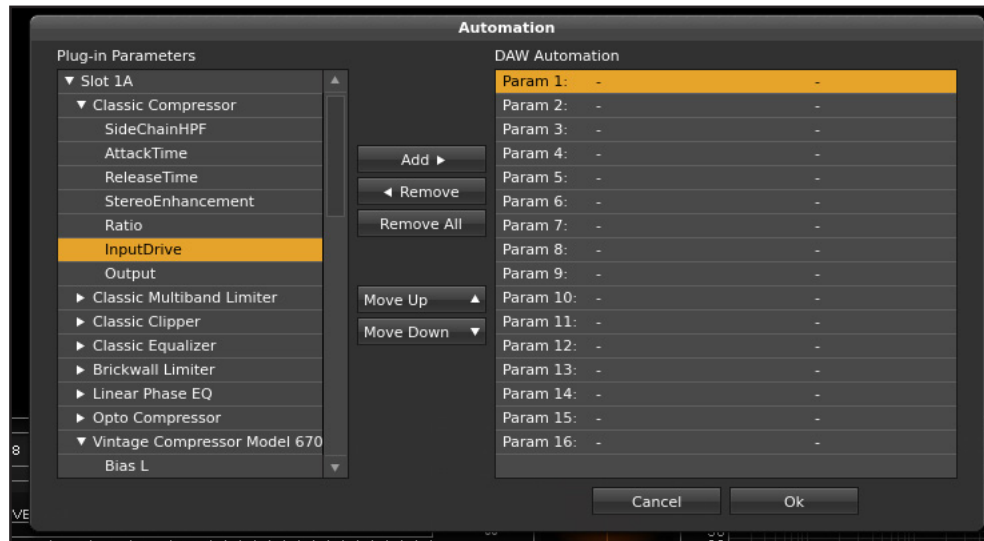 Automation
Plug-in Parameters
DAW Automation
▼ Slot 1A
▼ Classic Compressor
SideChainHPF
AttackTime
ReleaseTime
StereoEnhancement
Ratio
InputDrive
Output
► Classic Multiband Limiter
► Classic Clipper
► Classic Equalizer
► Brickwall Limiter
► Linear Phase EQ
► Opto Compressor
▼ Vintage Compressor Model 670
Bias L
Add ►
◄ Remove
Remove All
Move Up ▲
Move Down ▼
Param 1: - -
Param 2: - -
Param 3: - -
Param 4: - -
Param 5: - -
Param 6: - -
Param 7: - -
Param 8: - -
Param 9: - -
Param 10: - -
Param 11: - -
Param 12: - -
Param 13: - -
Param 14: - -
Param 15: - -
Param 16: - -
Cancel
Ok
8
VE